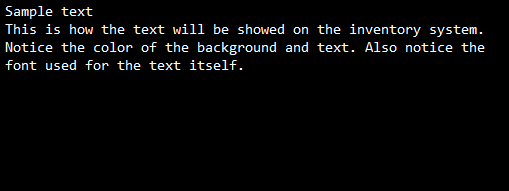 Sample text
This is how the text will be showed on the inventory system.
Notice the color of the background and text. Also notice the
font used for the text itself.